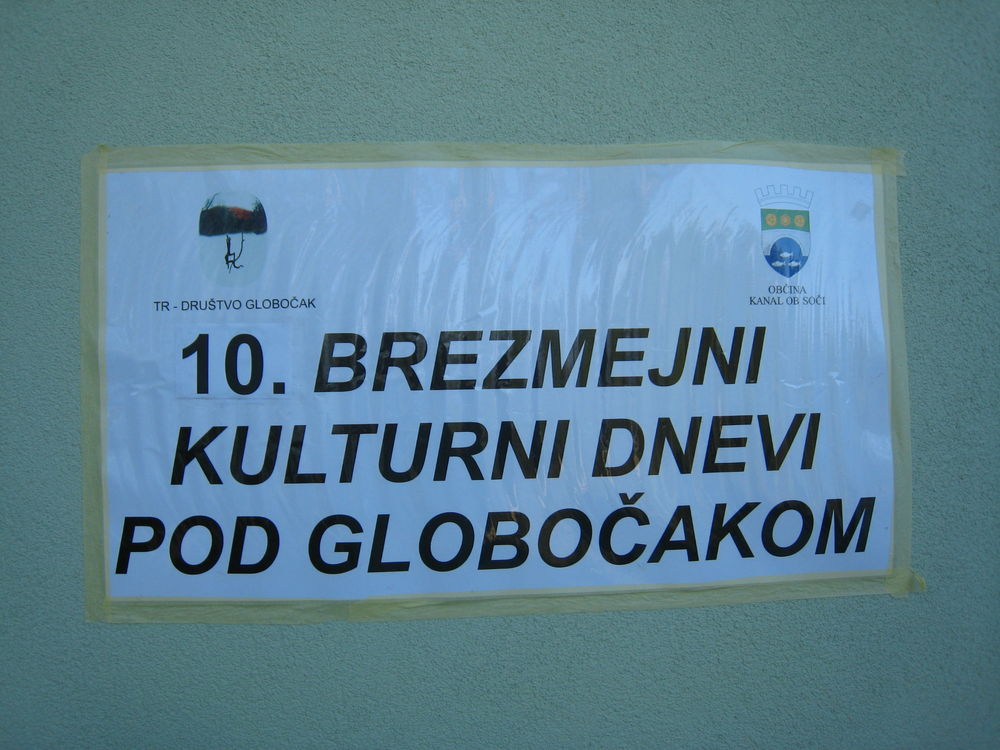 TR - DRUŠTVO GLOBOČAK
OBČINA
KANAL OB SOČI
10. BREZMEJNI
KULTURNI DNEVI
POD GLOBOČAKOM